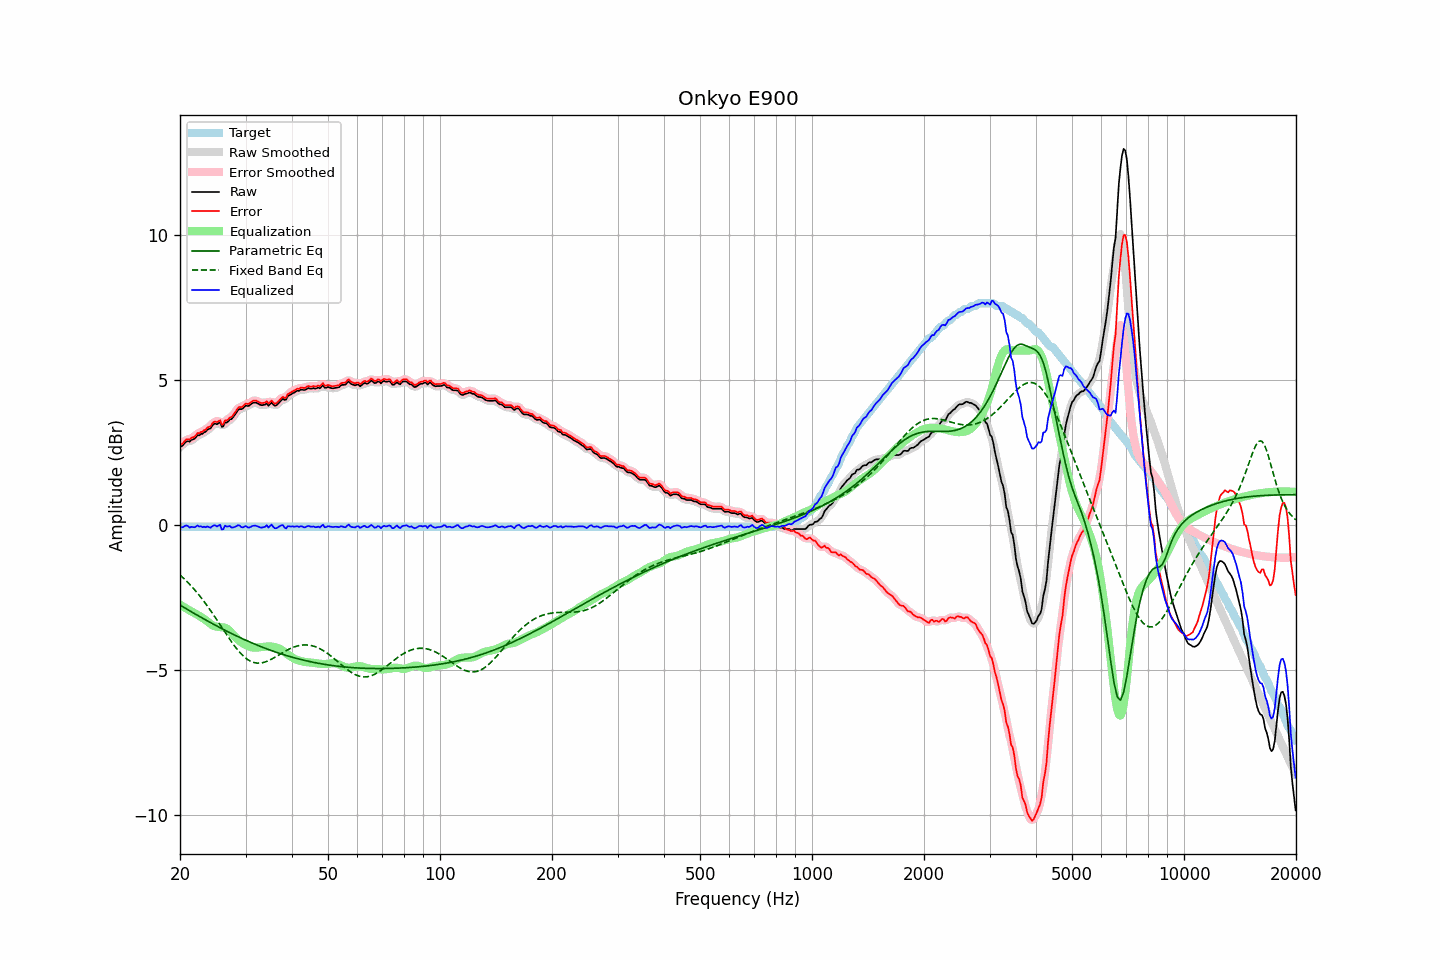 Onkyo E900
Target
Raw Smoothed
Error Smoothed
Raw
Error
Equalization
Parametric Eq
Fixed Band Eq
Equalized
Amplitude (dBr)
10
5
0
−5
−10
20
50
100
200
500
1000
2000
5000
10000
20000
Frequency (Hz)